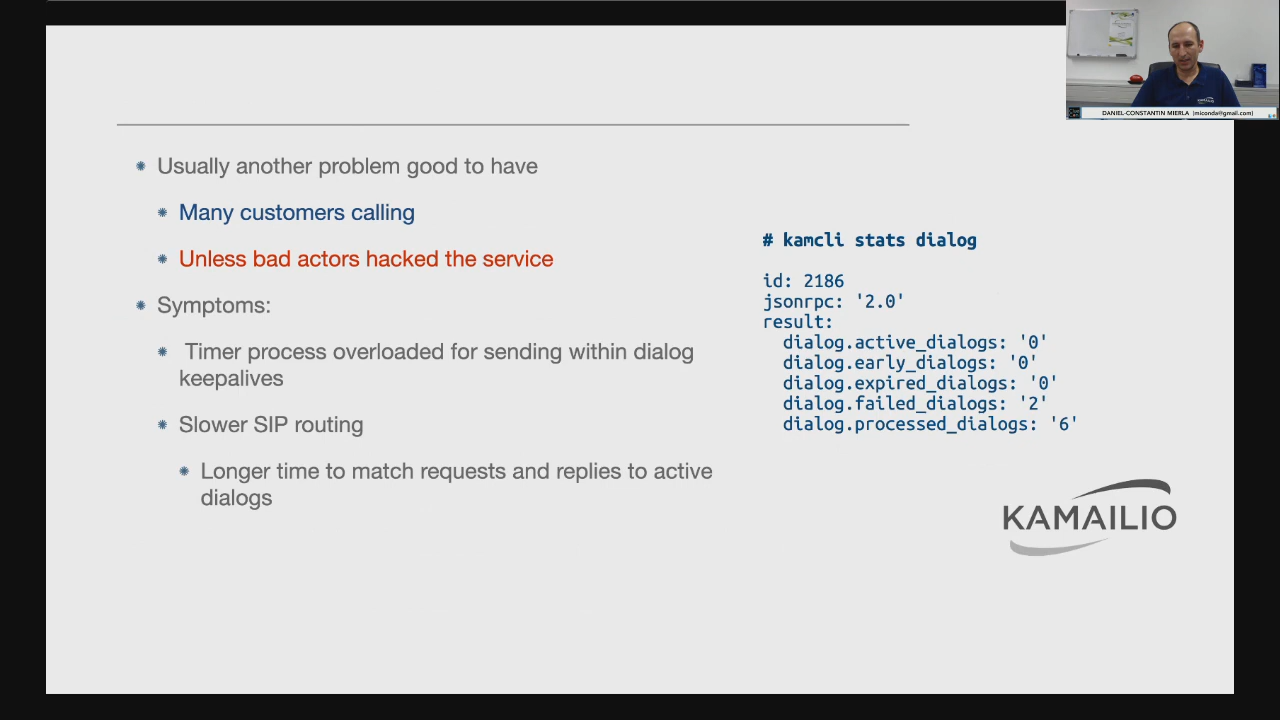 DANIEL-CONSTANTIN MIERLA (miconda@gmail.com)
Usually another problem good to have
Many customers calling
Unless bad actors hacked the service
Symptoms:
Timer process overloaded for sending within dialog
keepalives
Slower SIP routing
Longer time to match requests and replies to active
dialogs
# kamcli stats dialog
id: 2186
jsonrpc: '2.0'
result:
dialog.active_dialogs: '0'
dialog.early_dialogs: '0'
dialog.expired_dialogs: '0'
dialog.failed_dialogs: '2'
dialog.processed_dialogs: '6'
KAMAILIO